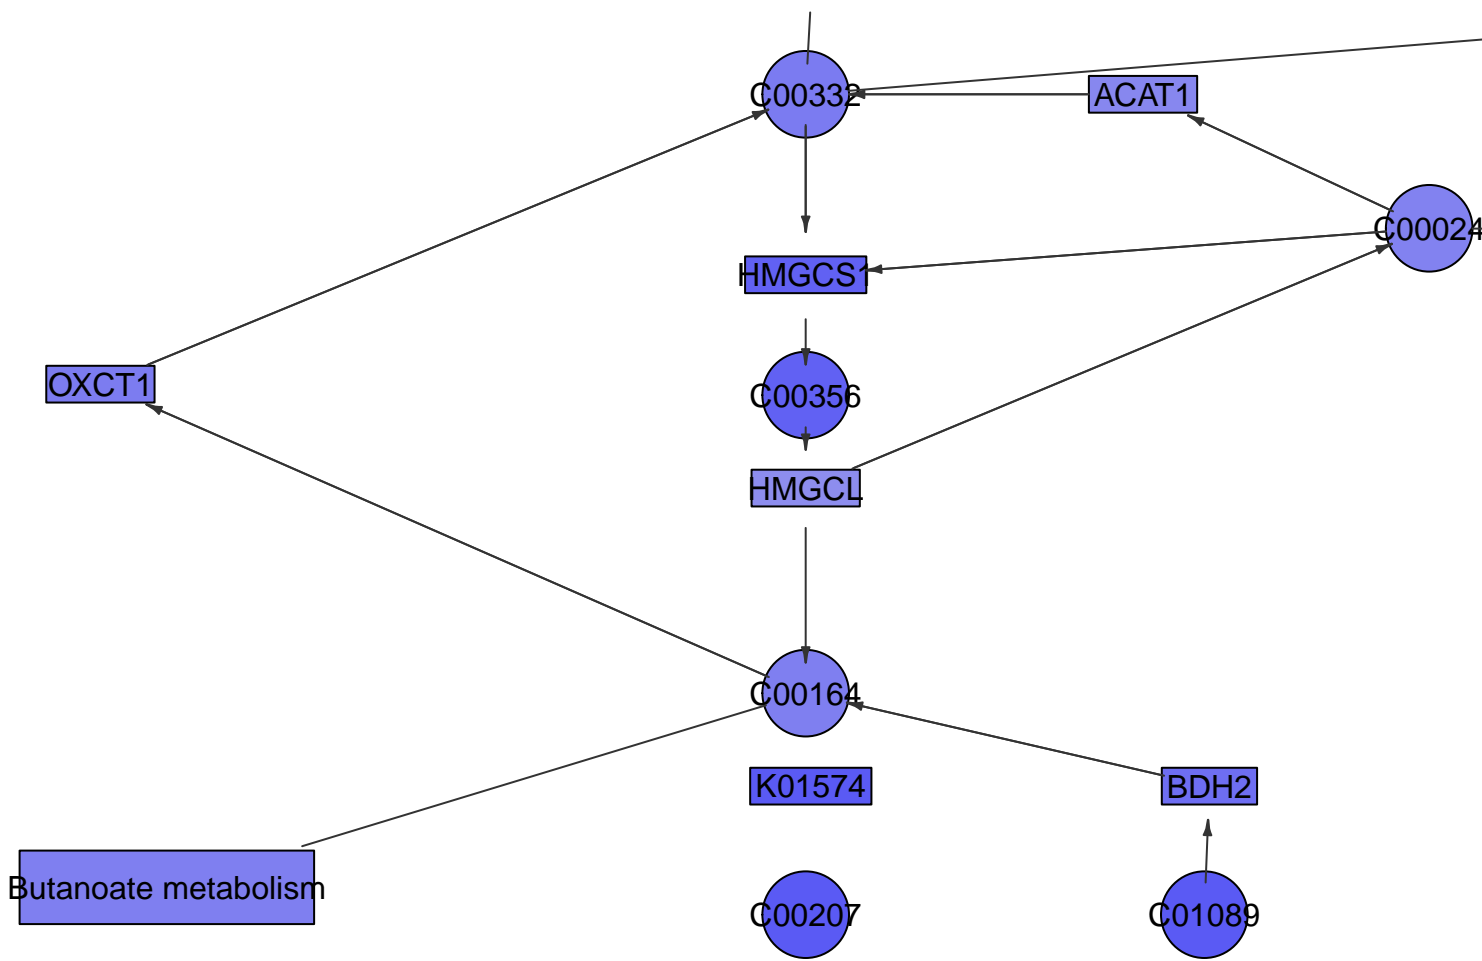 C00332
ACAT1
C00024
HMGCS1
OXCT1
C00356
HMGCL
C00164
K01574
BDH2
Butanoate metabolism
C00207
C01089